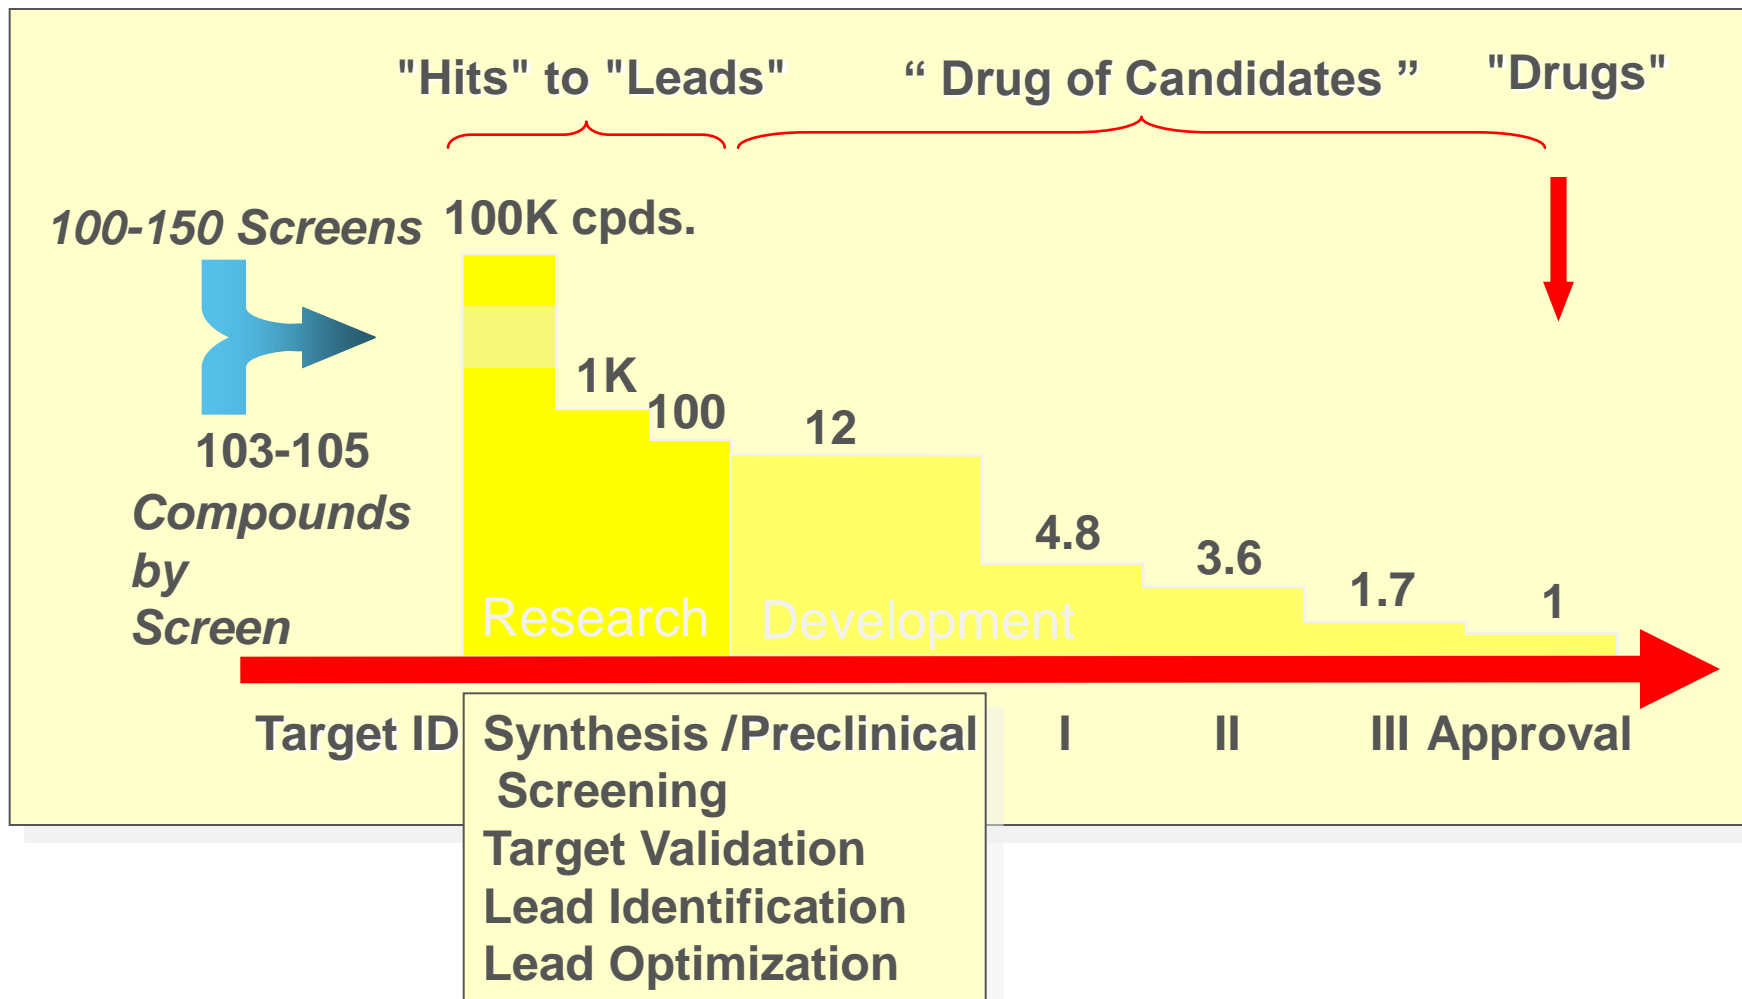 "Hits" to "Leads"
“ Drug of Candidates ”
"Drugs"
100-150 Screens
100K cpds.
1K
100
12
103-105
Compounds
by
Screen
4.8
3.6
1.7
1
Research
Development
Target ID
Synthesis /Preclinical
Screening
Target Validation
Lead Identification
Lead Optimization
I
II
III
Approval